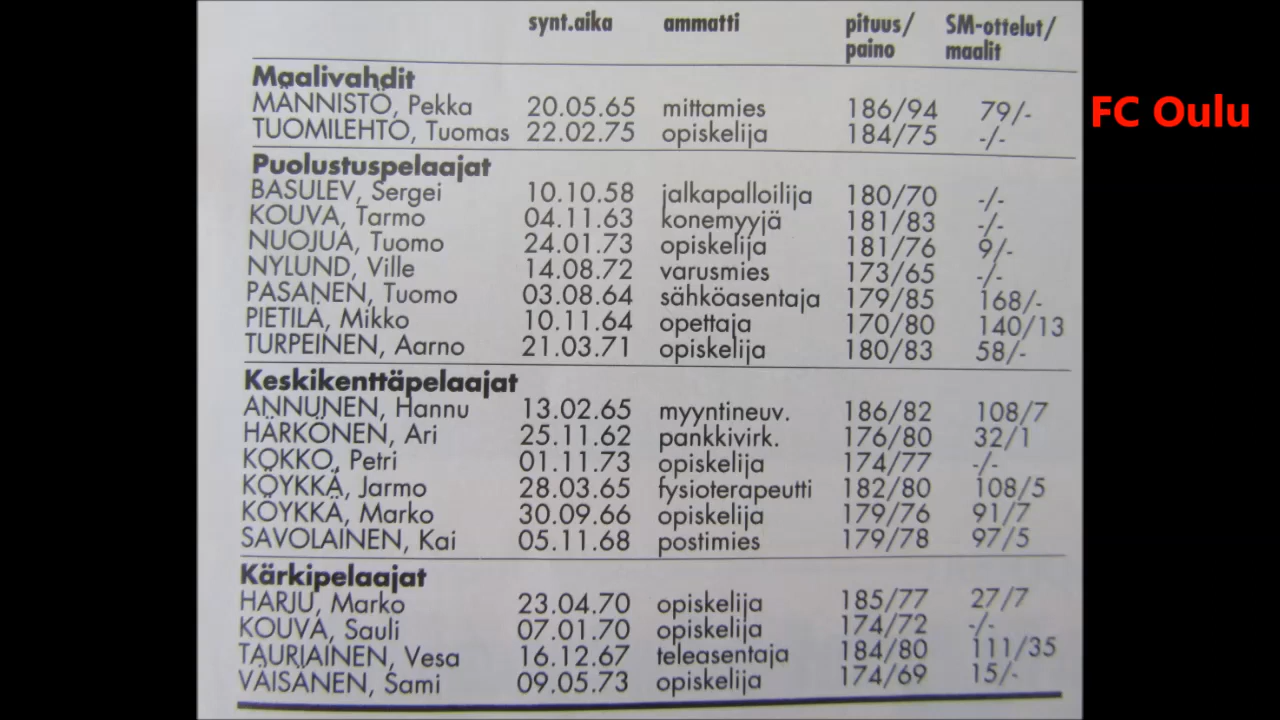 synt.aika ammatti pituus/ SM-ottelut/
paino maalit
Maalivahdit
MÄNNISTÖ, Pekka 20.05.65 mittamies 186/94 79/-
FC Oulu
TUOMILEHTO, Tuomas 22.02.75 opiskelija 184/75 -/-
Puolustuspelaajat
BASULEV, Sergei 10.10.58 jalkapalloilija 180/70 -/-
KOUVA, Tarmo 04.11.63 konemyyjä 181/83 -/-
NUOJUA, Tuomo 24.01.73 opiskelija 181/76 9/-
NYLUND, Ville 14.08.72 varusmies 173/65 -/-
PASANEN, Tuomo 03.08.64 sähköasentaja 179/85 168/-
PIETILÄ, Mikko 10.11.64 opettaja 170/80 140/13
TURPEINEN, Aarno 21.03.71 opiskelija 180/83 58/-
Keskikenttäpelaajat
ANNUNEN, Hannu 13.02.65 myyntineuv. 186/82 108/7
HÄRKÖNEN, Ari 25.11.62 pankkivirk. 176/80 32/1
KOKKO, Petri 01.11.73 opiskelija 174/77 -/-
KÖYKKÄ, Jarmo 28.03.65 fysioterapeutti 182/80 108/5
KÖYKKÄ, Marko 30.09.66 opiskelija 179/76 91/7
SAVOLAINEN, Kai 05.11.68 postimies 179/78 97/5
Kärkipelaajat
HARJU, Marko 23.04.70 opiskelija 185/77 27/7
KOUVA, Sauli 07.01.70 opiskelija 174/72 -/-
TAURIAINEN, Vesa 16.12.67 teleasentaja 184/80 111/35
VÄISÄNEN, Sami 09.05.73 opiskelija 174/69 15/-